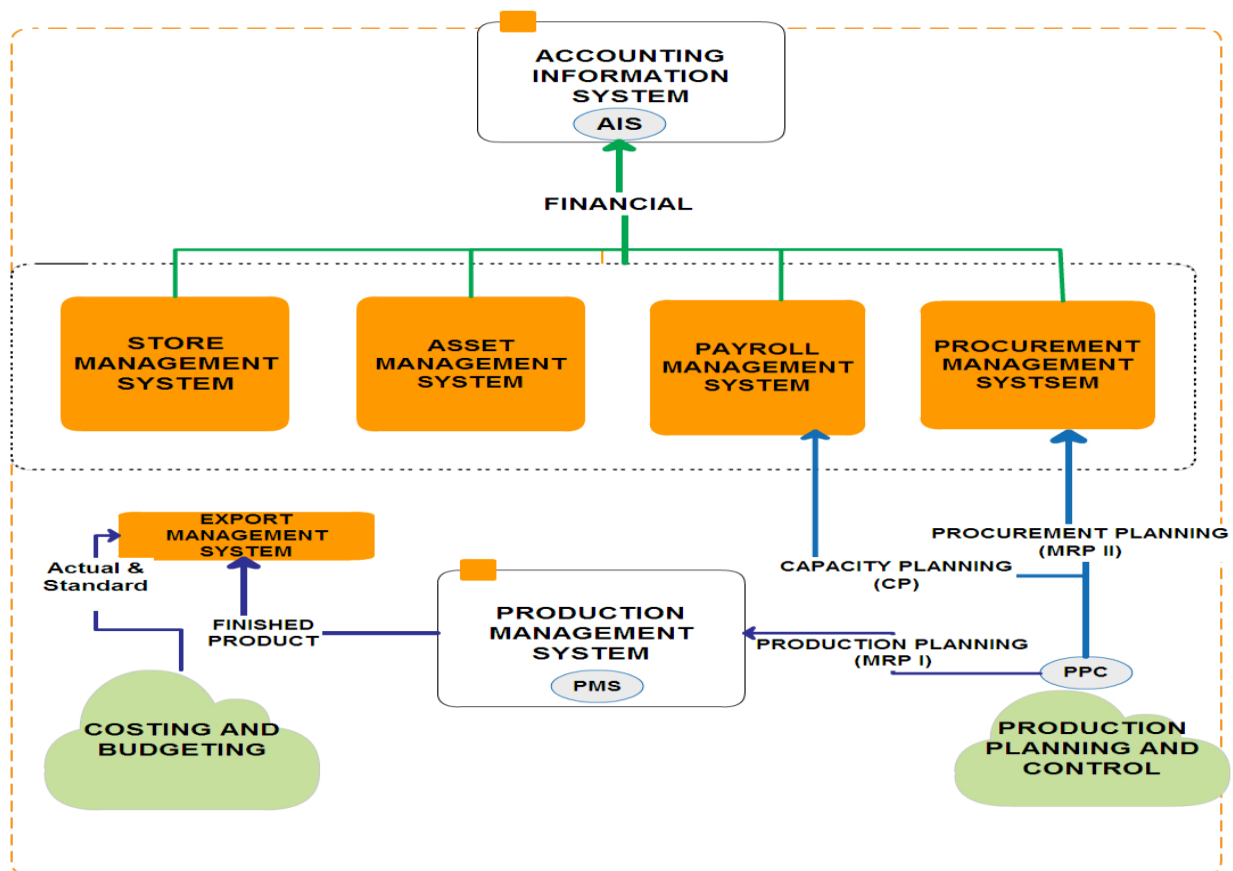 ACCOUNTING
INFORMATION
SYSTEM
AIS
FINANCIAL
STORE
MANAGEMENT
SYSTEM
ASSET
MANAGEMENT
SYSTEM
PAYROLL
MANAGEMENT
SYSTEM
PROCUREMENT
MANAGEMENT
SYSTSEM
EXPORT
MANAGEMENT
SYSTEM
Actual &
Standard
FINISHED
PRODUCT
PROCUREMENT PLANNING
(MRP II)
CAPACITY PLANNING
(CP)
PRODUCTION
MANAGEMENT
SYSTEM
PMS
PRODUCTION PLANNING
(MRP I)
PPC
COSTING AND
BUDGETING
PRODUCTION
PLANNING AND
CONTROL